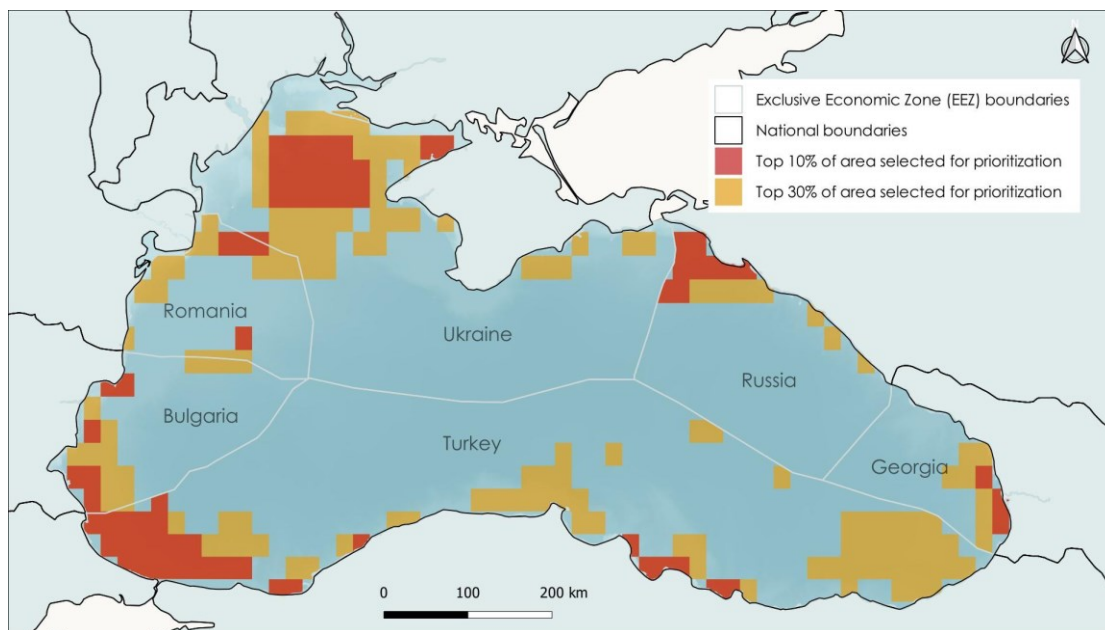 N
Exclusive Economic Zone (EEZ) boundaries
National boundaries
Top 10% of area selected for prioritization
Top 30% of area selected for prioritization
Romania
Ukraine
Russia
Bulgaria
Turkey
Georgia
0 100 200 km